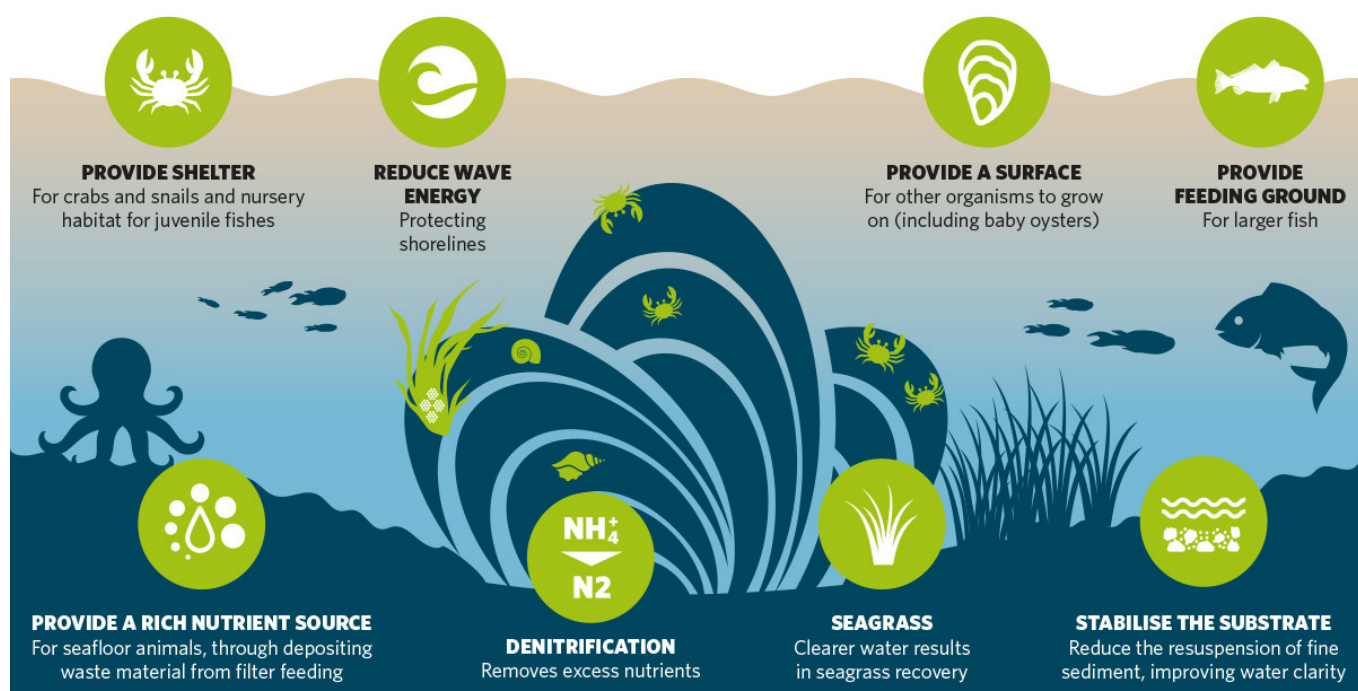 PROVIDE SHELTER
For crabs and snails and nursery
habitat for juvenile fishes
REDUCE WAVE
ENERGY
Protecting
shorelines
PROVIDE A SURFACE
For other organisms to grow
on (including baby oysters)
PROVIDE
FEEDING GROUND
For larger fish
PROVIDE A RICH NUTRIENT SOURCE
For seafloor animals, through depositing
waste material from filter feeding
NH₄⁺
N2
DENITRIFICATION
Removes excess nutrients
SEAGRASS
Clearer water results
in seagrass recovery
STABILISE THE SUBSTRATE
Reduce the resuspension of fine
sediment, improving water clarity